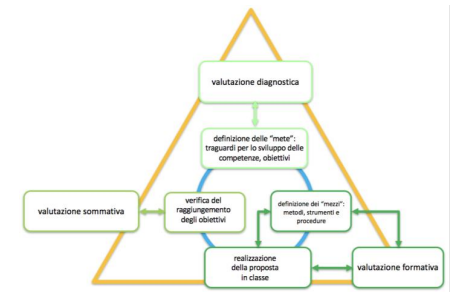 valutazione diagnostica
definizione delle "mete":
traguardi per lo sviluppo delle
competenze, obiettivi
valutazione sommativa
verifica del
raggiungimento
degli obiettivi
definizione dei "mezzi":
metodi, strumenti e
procedure
realizzazione
della proposta
in classe
valutazione formativa